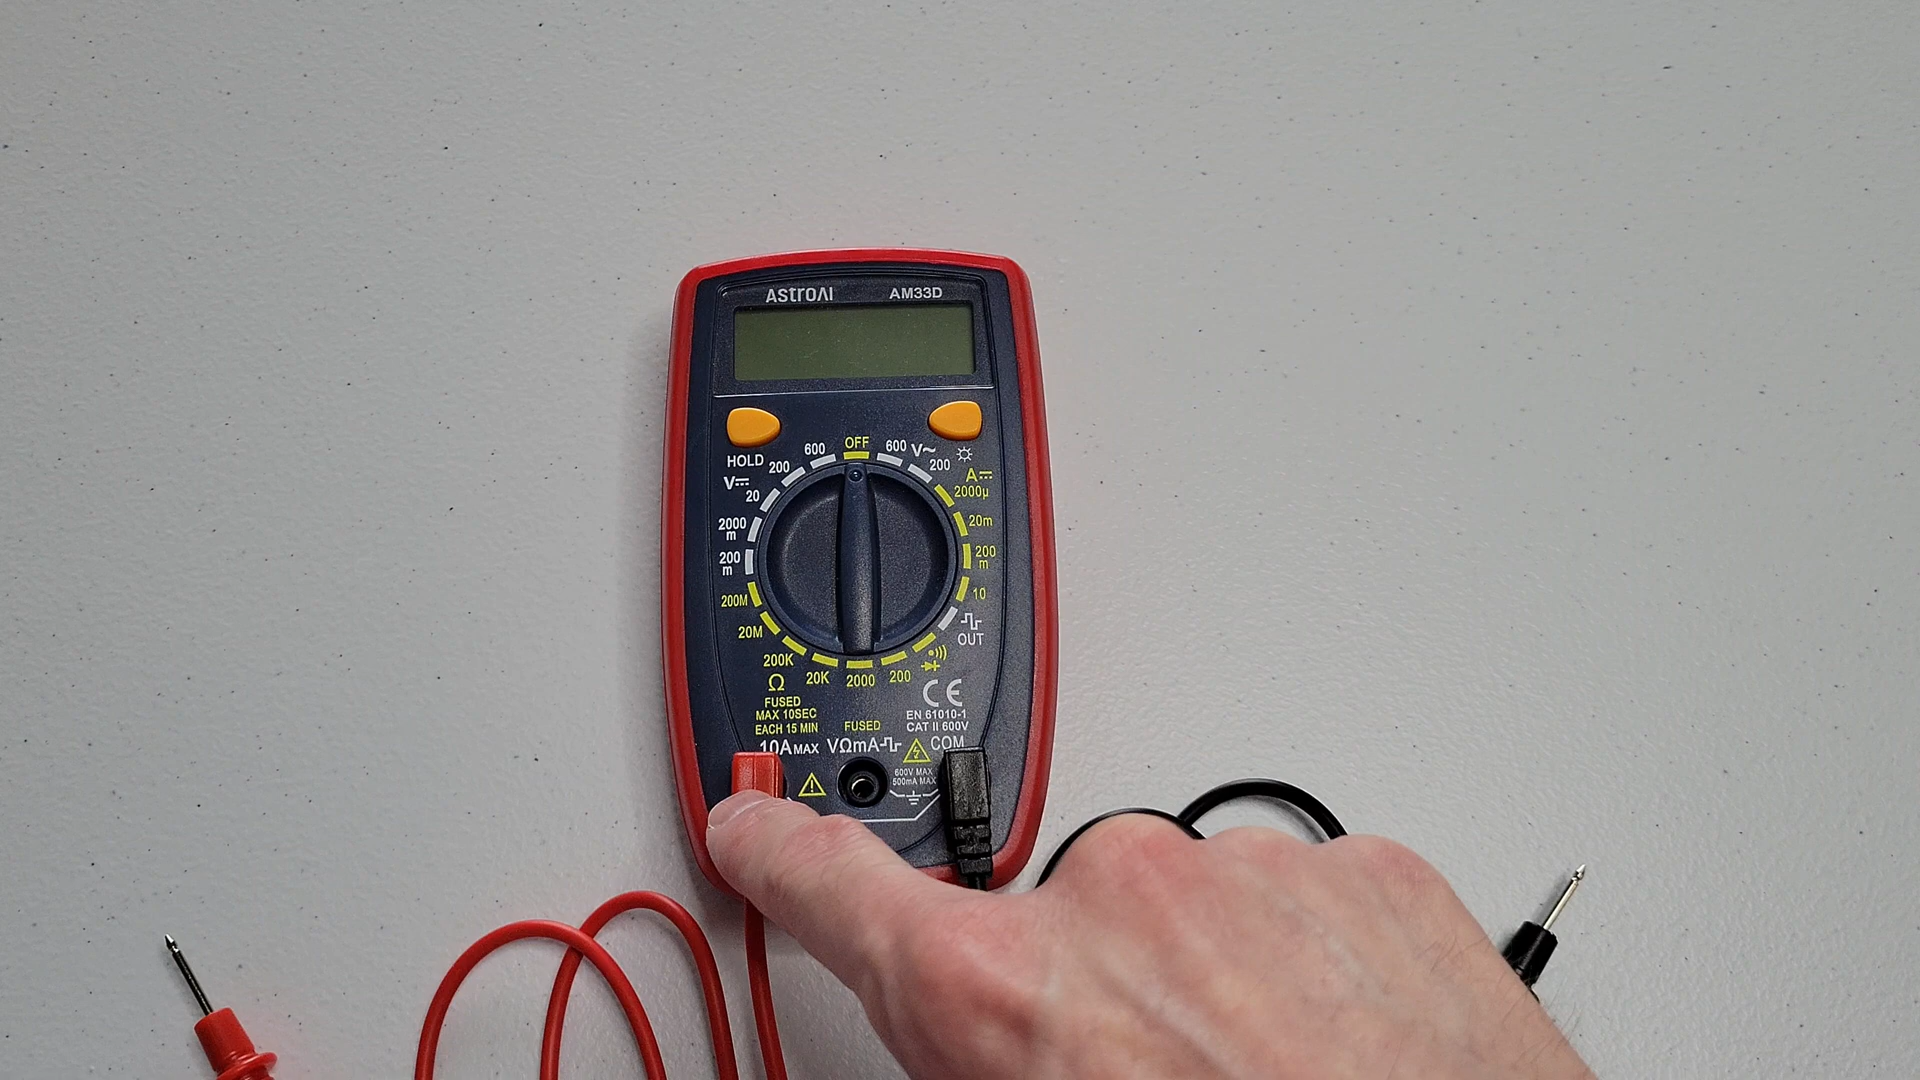 AstroAI AM33D
HOLD
600
OFF
600
V~
200
200
V⎓
A⎓
20
2000µ
2000
m
20m
200
m
200
m
200M
10
20M
OUT
200K
20K
2000
200
Ω
FUSED
MAX 10SEC
EACH 15 MIN
FUSED
CE
EN 61010-1
CAT II 600V
10A MAX
VΩmA
COM
600V MAX
500mA MAX